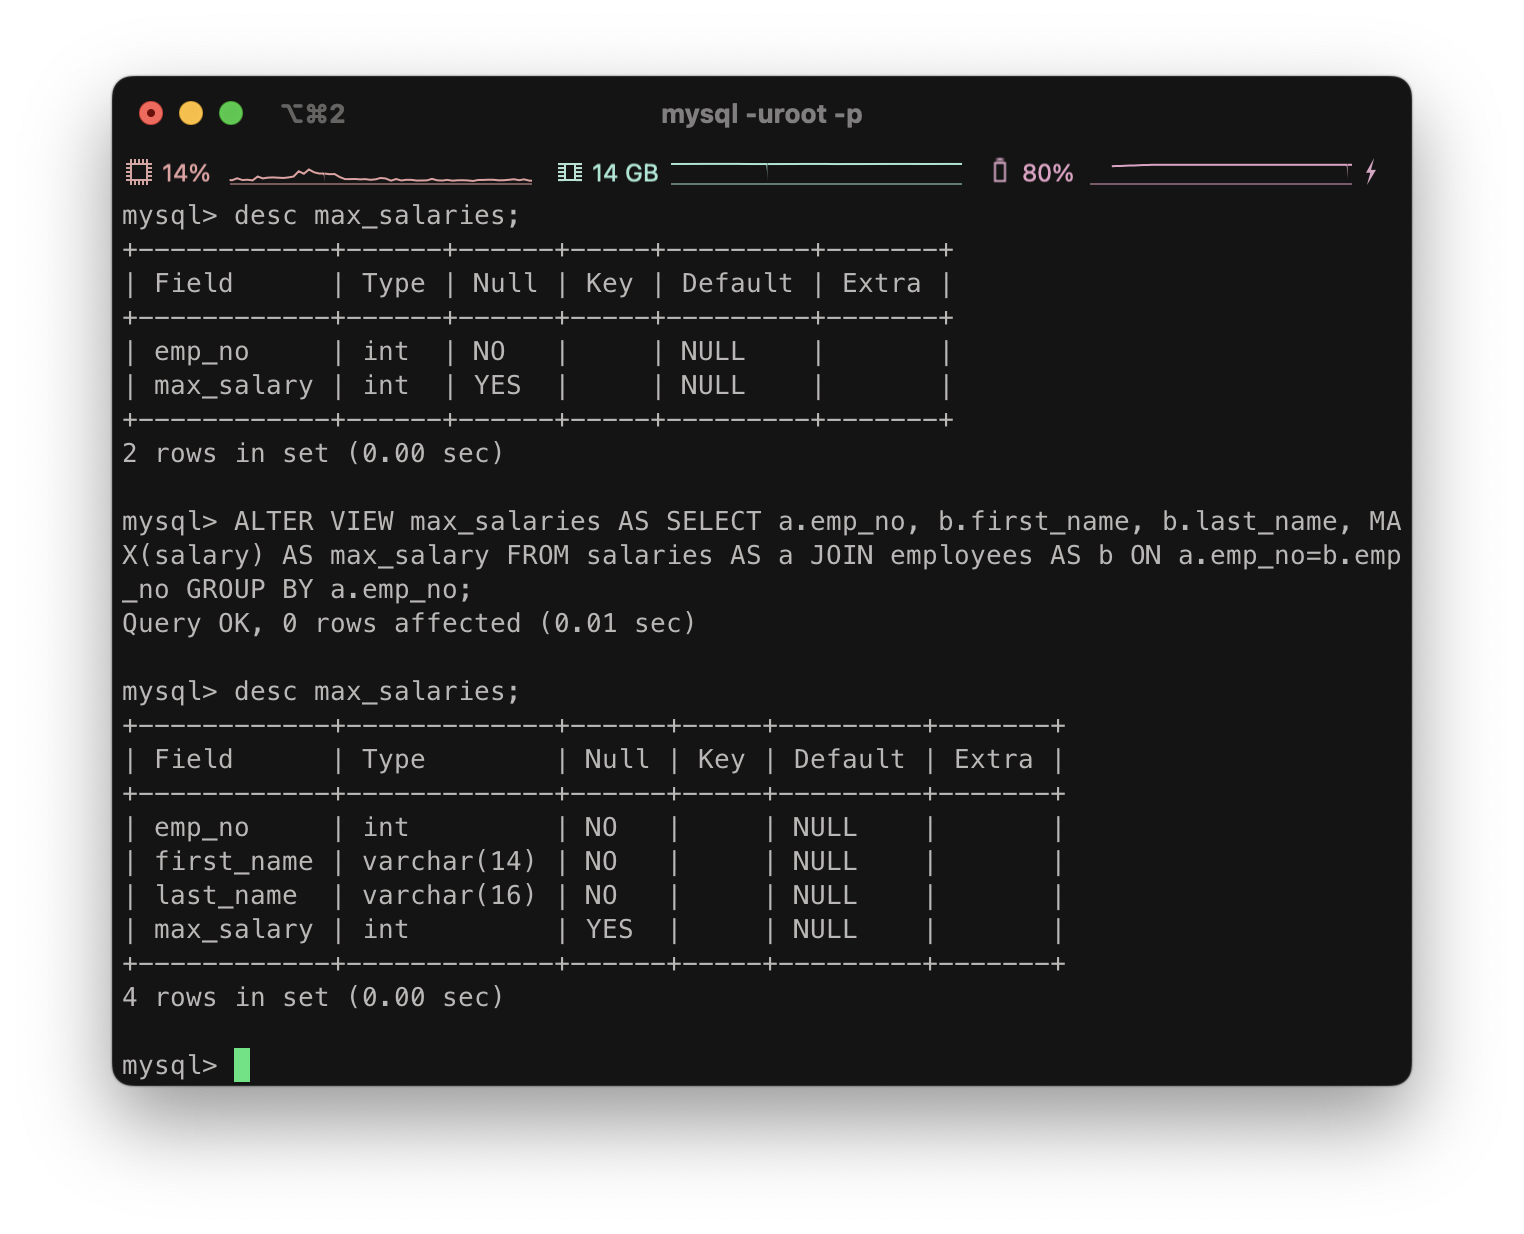 ⌥⌘2 mysql -uroot -p
14% 14 GB 80%
mysql> desc max_salaries;
+------------+------+------+-----+---------+-------+
| Field      | Type | Null | Key | Default | Extra |
+------------+------+------+-----+---------+-------+
| emp_no     | int  | NO   |     | NULL    |       |
| max_salary | int  | YES  |     | NULL    |       |
+------------+------+------+-----+---------+-------+
2 rows in set (0.00 sec)
mysql> ALTER VIEW max_salaries AS SELECT a.emp_no, b.first_name, b.last_name, MA
X(salary) AS max_salary FROM salaries AS a JOIN employees AS b ON a.emp_no=b.emp
_no GROUP BY a.emp_no;
Query OK, 0 rows affected (0.01 sec)
mysql> desc max_salaries;
+------------+-------------+------+-----+---------+-------+
| Field      | Type        | Null | Key | Default | Extra |
+------------+-------------+------+-----+---------+-------+
| emp_no     | int         | NO   |     | NULL    |       |
| first_name | varchar(14) | NO   |     | NULL    |       |
| last_name  | varchar(16) | NO   |     | NULL    |       |
| max_salary | int         | YES  |     | NULL    |       |
+------------+-------------+------+-----+---------+-------+
4 rows in set (0.00 sec)
mysql>